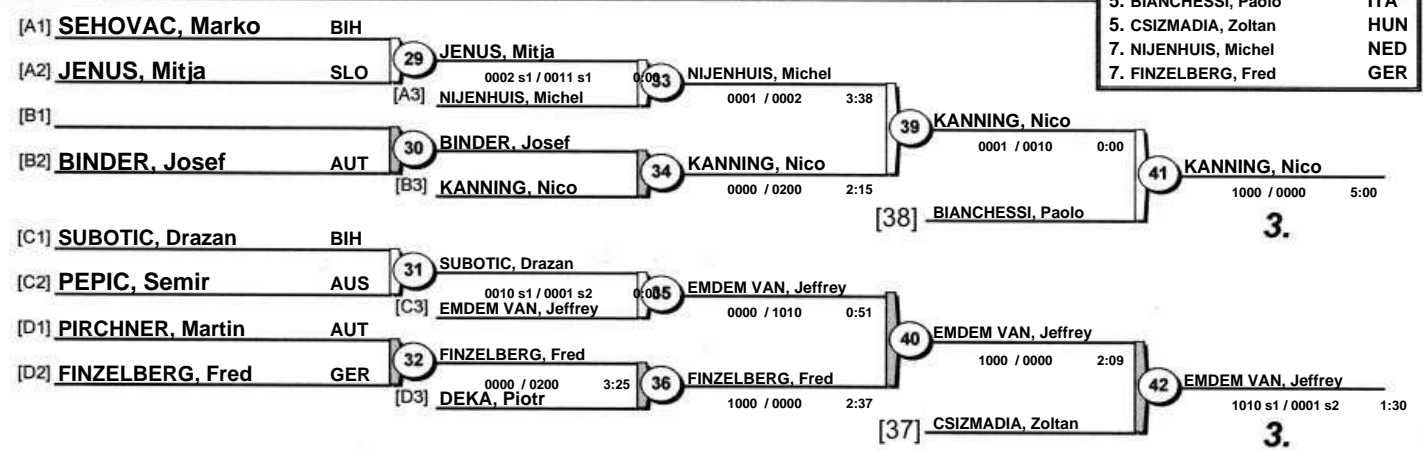 5. BIANCHESSI, Paolo ITA
5. CSIZMADIA, Zoltan HUN
7. NIJENHUIS, Michel NED
7. FINZELBERG, Fred GER
[A1] SEHOVAC, Marko BIH
29 JENUS, Mitja
[A2] JENUS, Mitja SLO
0002 s1 / 0011 s1 0:00
33 NIJENHUIS, Michel
[A3] NIJENHUIS, Michel
0001 / 0002 3:38
[B1]
39 KANNING, Nico
30 BINDER, Josef
0001 / 0010 0:00
[B2] BINDER, Josef AUT
34 KANNING, Nico
41 KANNING, Nico
[B3] KANNING, Nico
0000 / 0200 2:15
1000 / 0000 5:00
[38] BIANCHESSI, Paolo
3.
[C1] SUBOTIC, Drazan BIH
31 SUBOTIC, Drazan
[C2] PEPIC, Semir AUS
0010 s1 / 0001 s2 0:00
35 EMDEM VAN, Jeffrey
[C3] EMDEM VAN, Jeffrey
0000 / 1010 0:51
[D1] PIRCHNER, Martin AUT
40 EMDEM VAN, Jeffrey
32 FINZELBERG, Fred
1000 / 0000 2:09
[D2] FINZELBERG, Fred GER
0000 / 0200 3:25
36 FINZELBERG, Fred
42 EMDEM VAN, Jeffrey
[D3] DEKA, Piotr
1000 / 0000 2:37
1010 s1 / 0001 s2 1:30
[37] CSIZMADIA, Zoltan
3.